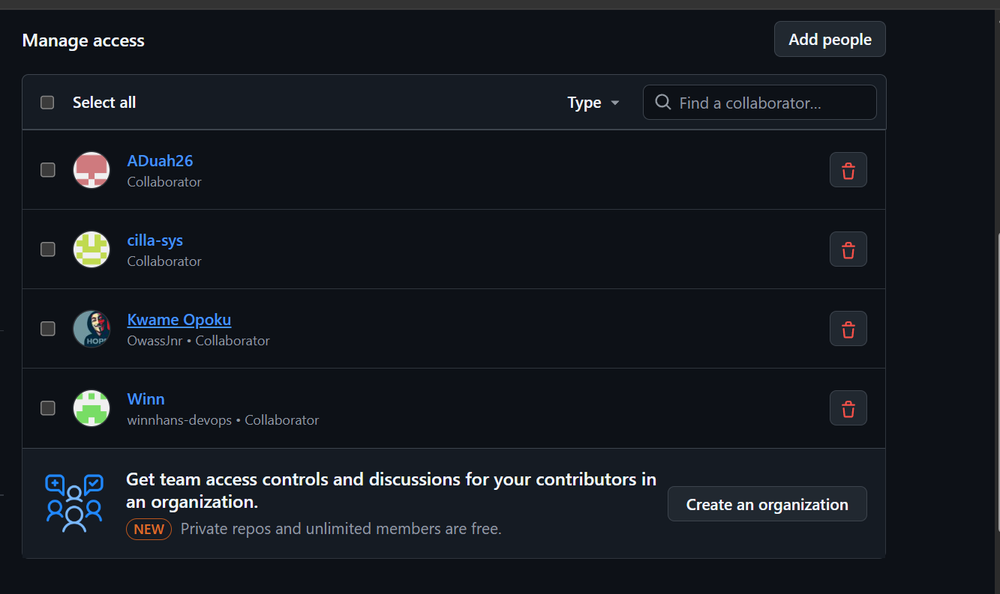 Manage access
Add people
Select all
Type
Find a collaborator...
ADuah26
Collaborator
cilla-sys
Collaborator
Kwame Opoku
OwassJnr • Collaborator
HOPE
Winn
winnhans-devops • Collaborator
Get team access controls and discussions for your contributors in
an organization.
NEW Private repos and unlimited members are free.
Create an organization